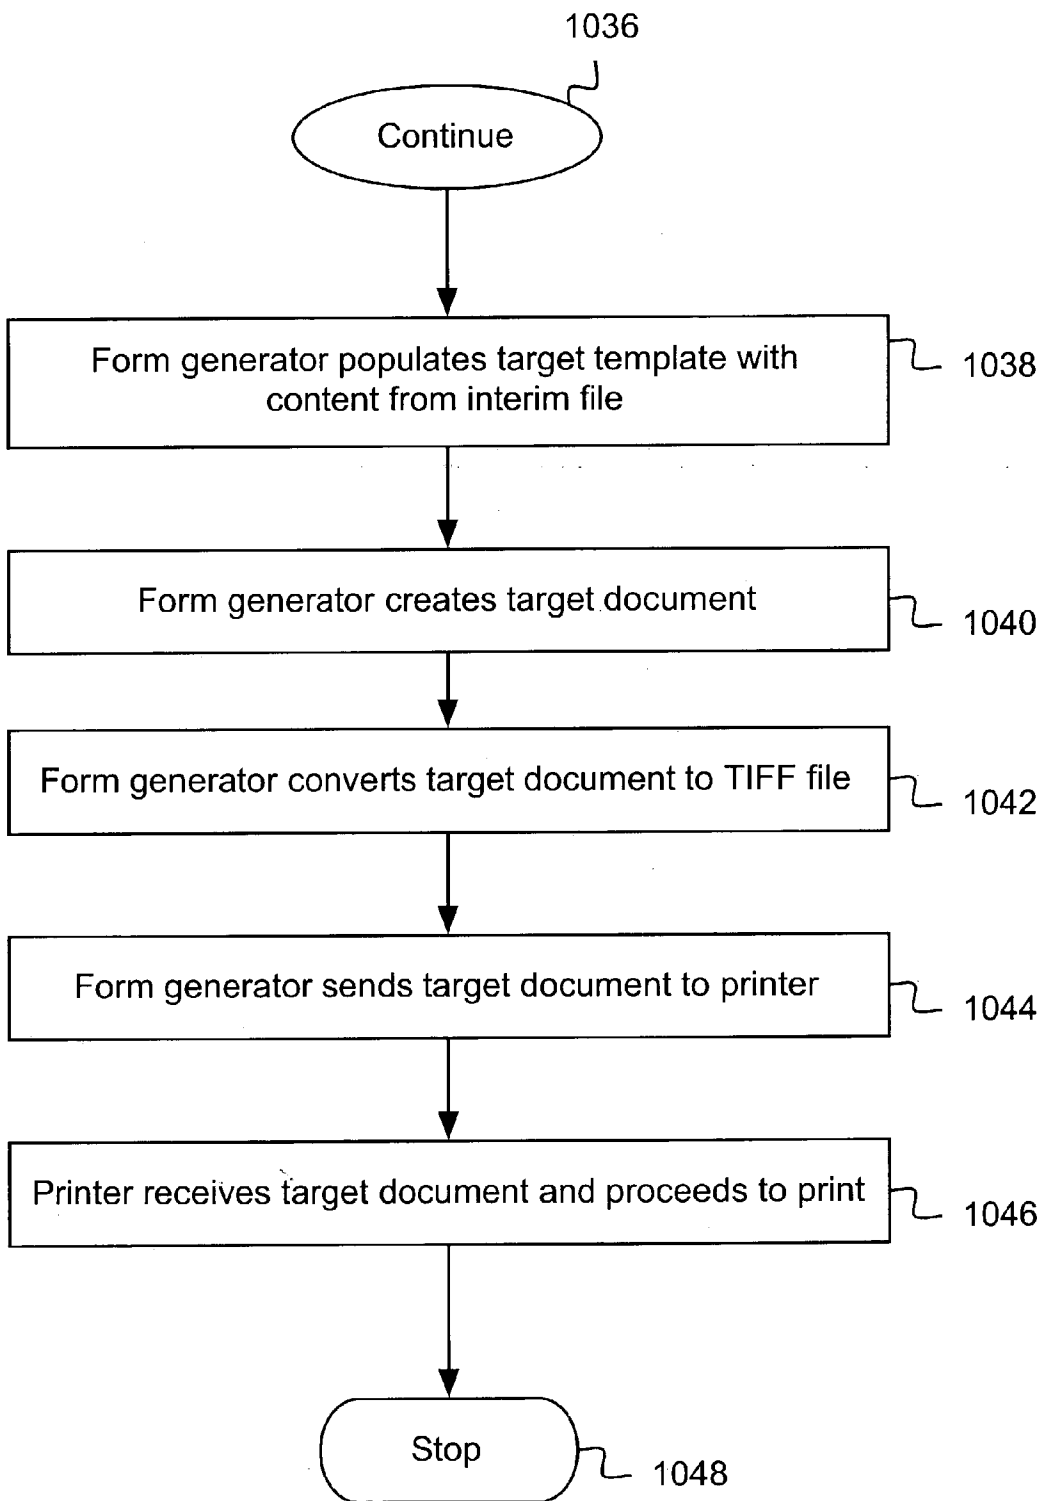 1036
Continue
Form generator populates target template with
content from interim file
1038
Form generator creates target document
1040
Form generator converts target document to TIFF file
1042
Form generator sends target document to printer
1044
Printer receives target document and proceeds to print
1046
Stop
1048